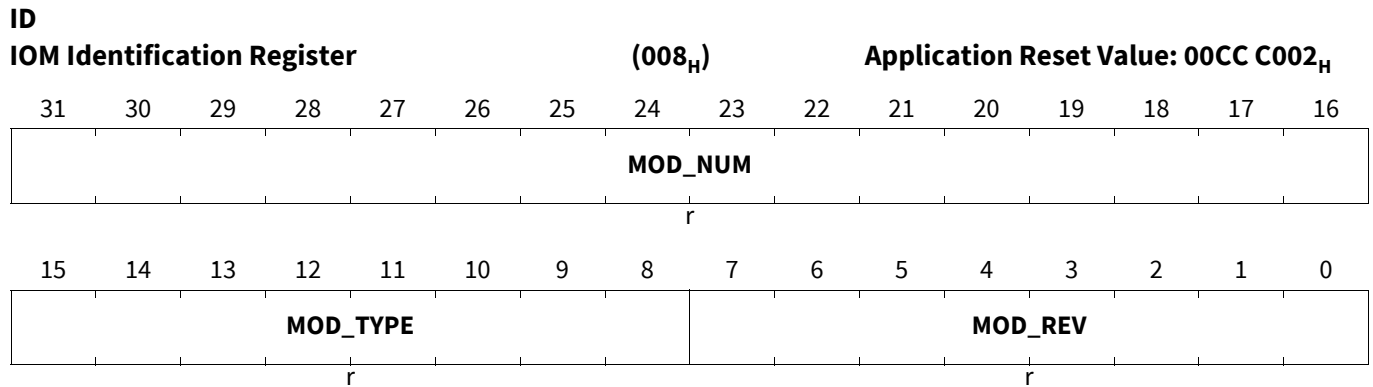 ID
IOM Identification Register (008H) Application Reset Value: 00CC C002H
31 30 29 28 27 26 25 24 23 22 21 20 19 18 17 16
MOD_NUM
r
15 14 13 12 11 10 9 8 7 6 5 4 3 2 1 0
MOD_TYPE MOD_REV
r r